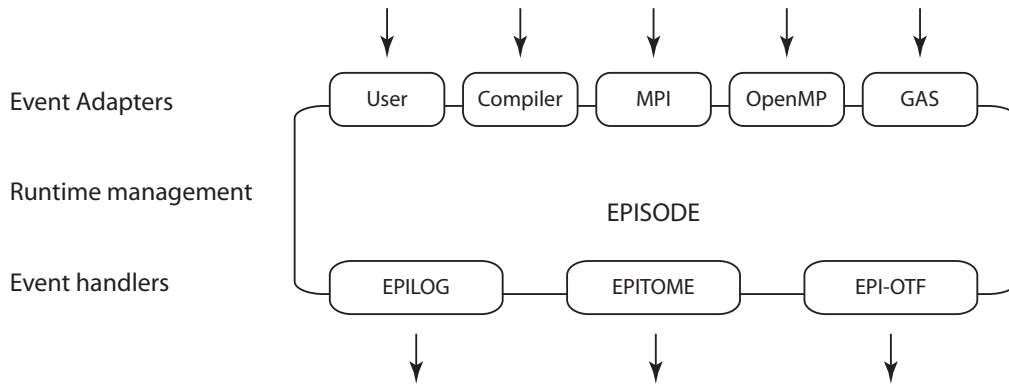 Event Adapters User Compiler MPI OpenMP GAS
Runtime management
EPISODE
Event handlers EPILOG EPITOME EPI-OTF